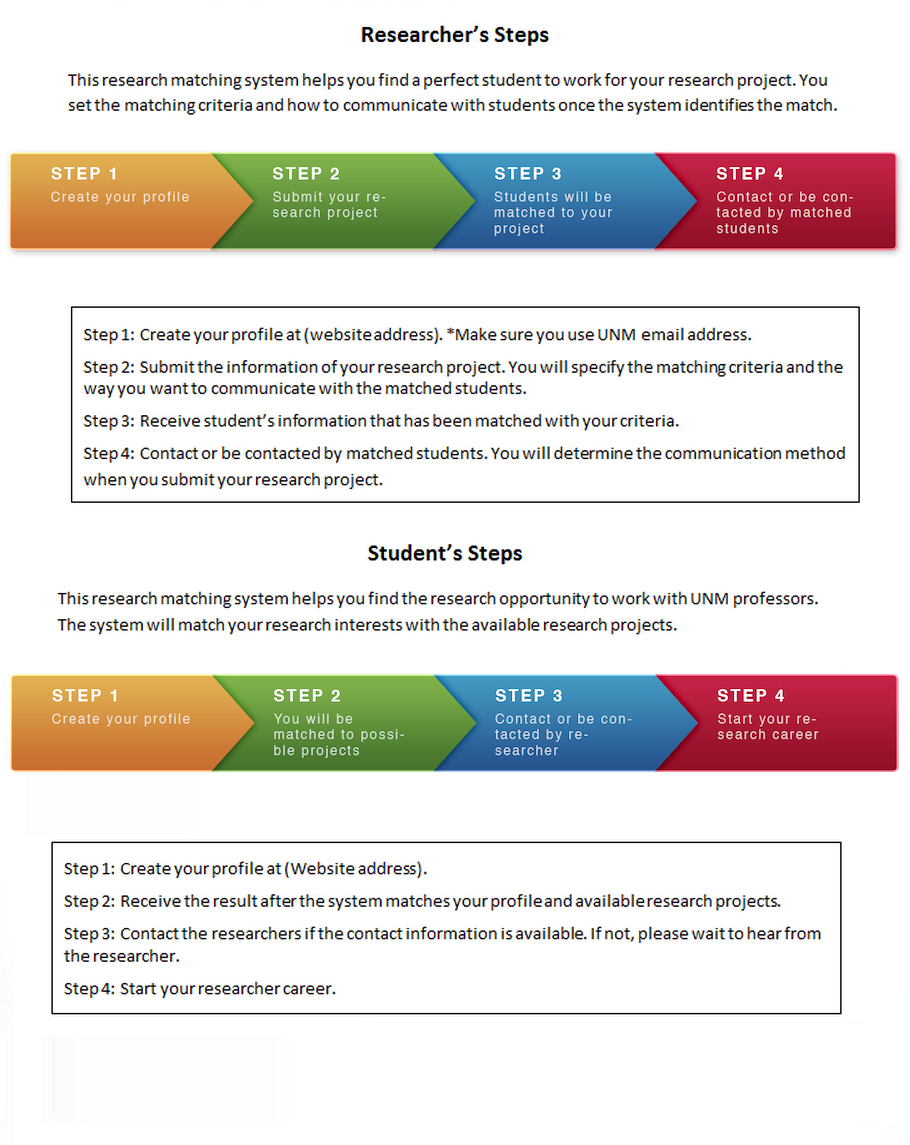 Researcher's Steps
This research matching system helps you find a perfect student to work for your research project. You
set the matching criteria and how to communicate with students once the system identifies the match.
STEP 1
Create your profile
STEP 2
Submit your re-
search project
STEP 3
Students will be
matched to your
project
STEP 4
Contact or be con-
tacted by matched
students
Step 1: Create your profile at (website address). *Make sure you use UNM email address.
Step 2: Submit the information of your research project. You will specify the matching criteria and the
way you want to communicate with the matched students.
Step 3: Receive student's information that has been matched with your criteria.
Step 4: Contact or be contacted by matched students. You will determine the communication method
when you submit your research project.
Student's Steps
This research matching system helps you find the research opportunity to work with UNM professors.
The system will match your research interests with the available research projects.
STEP 1
Create your profile
STEP 2
You will be
matched to possi-
ble projects
STEP 3
Contact or be con-
tacted by re-
searcher
STEP 4
Start your re-
search career
Step 1: Create your profile at (Website address).
Step 2: Receive the result after the system matches your profile and available research projects.
Step 3: Contact the researchers if the contact information is available. If not, please wait to hear from
the researcher.
Step 4: Start your researcher career.